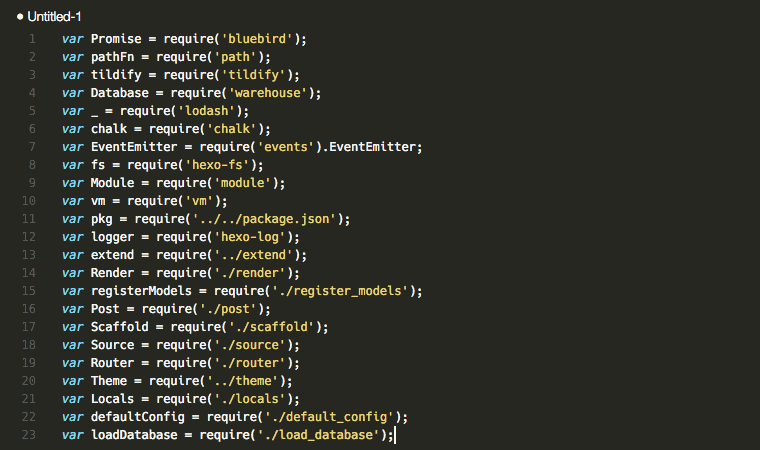 Untitled-1
1 var Promise = require('bluebird');
2 var pathFn = require('path');
3 var tildify = require('tildify');
4 var Database = require('warehouse');
5 var _ = require('lodash');
6 var chalk = require('chalk');
7 var EventEmitter = require('events').EventEmitter;
8 var fs = require('hexo-fs');
9 var Module = require('module');
10 var vm = require('vm');
11 var pkg = require('../../package.json');
12 var logger = require('hexo-log');
13 var extend = require('../extend');
14 var Render = require('./render');
15 var registerModels = require('./register_models');
16 var Post = require('./post');
17 var Scaffold = require('./scaffold');
18 var Source = require('./source');
19 var Router = require('./router');
20 var Theme = require('../theme');
21 var Locals = require('./locals');
22 var defaultConfig = require('./default_config');
23 var loadDatabase = require('./load_database');